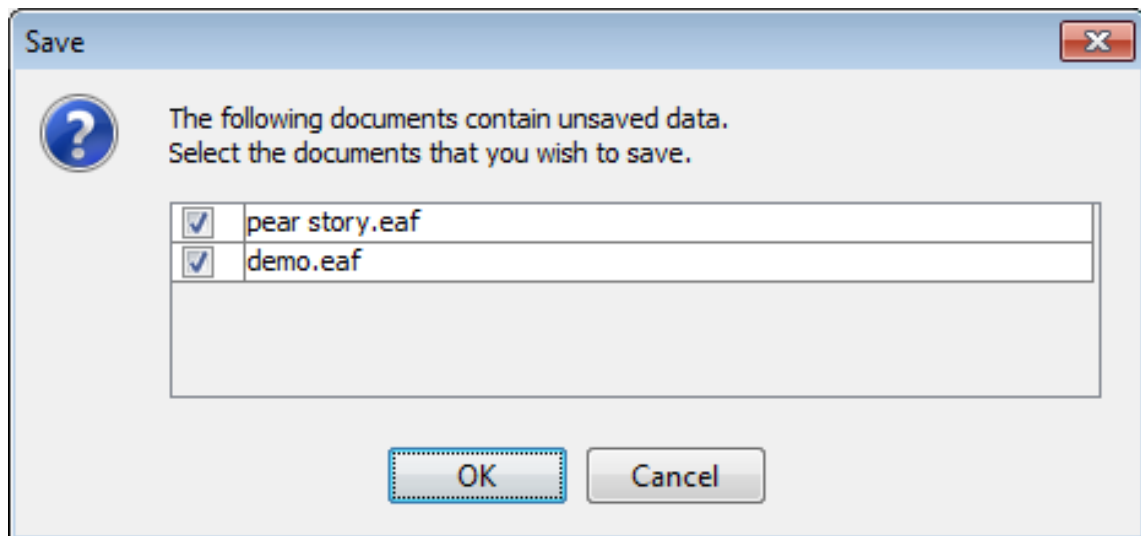 Save
The following documents contain unsaved data.
Select the documents that you wish to save.
pear story.eaf
demo.eaf
OK
Cancel